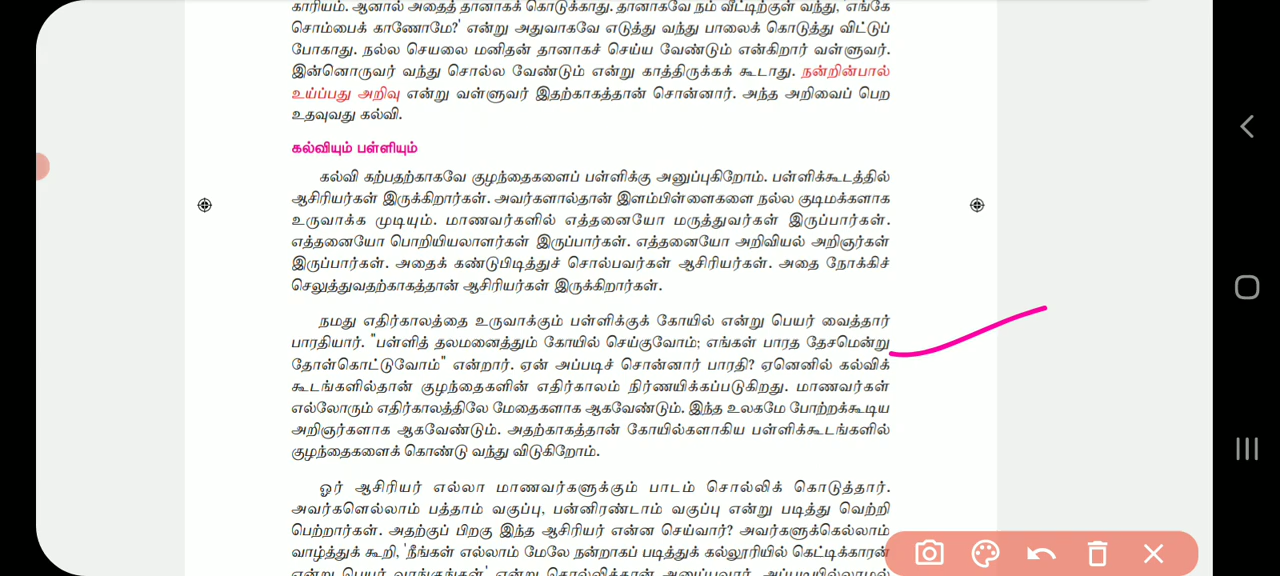 காரியம். ஆனால் அதைத் தானாகக் கொடுக்காது. தானாகவே நம் வீட்டிற்குள் வந்து, 'எங்கே
சொம்பைக் காணோமே?' என்று அதுவாகவே எடுத்து வந்து பாலைக் கொடுத்து விட்டுப்
போகாது. நல்ல செயலை மனிதன் தானாகச் செய்ய வேண்டும் என்கிறார் வள்ளுவர்.
இன்னொருவர் வந்து சொல்ல வேண்டும் என்று காத்திருக்கக் கூடாது. நன்றின்பால்
உய்ப்பது அறிவு என்று வள்ளுவர் இதற்காகத்தான் சொன்னார். அந்த அறிவைப் பெற
உதவுவது கல்வி.
கல்வியும் பள்ளியும்
கல்வி கற்பதற்காகவே குழந்தைகளைப் பள்ளிக்கு அனுப்புகிறோம். பள்ளிக்கூடத்தில்
ஆசிரியர்கள் இருக்கிறார்கள். அவர்களால்தான் இளம்பிள்ளைகளை நல்ல குடிமக்களாக
உருவாக்க முடியும். மாணவர்களில் எத்தனையோ மருத்துவர்கள் இருப்பார்கள்.
எத்தனையோ பொறியியலாளர்கள் இருப்பார்கள். எத்தனையோ அறிவியல் அறிஞர்கள்
இருப்பார்கள். அதைக் கண்டுபிடித்துச் சொல்பவர்கள் ஆசிரியர்கள். அதை நோக்கிச்
செலுத்துவதற்காகத்தான் ஆசிரியர்கள் இருக்கிறார்கள்.
நமது எதிர்காலத்தை உருவாக்கும் பள்ளிக்குக் கோயில் என்று பெயர் வைத்தார்
பாரதியார். "பள்ளித் தலமனைத்தும் கோயில் செய்குவோம்; எங்கள் பாரத தேசமென்று
தோள்கொட்டுவோம்" என்றார். ஏன் அப்படிச் சொன்னார் பாரதி? ஏனெனில் கல்விக்
கூடங்களில்தான் குழந்தைகளின் எதிர்காலம் நிர்ணயிக்கப்படுகிறது. மாணவர்கள்
எல்லோரும் எதிர்காலத்திலே மேதைகளாக ஆகவேண்டும். இந்த உலகமே போற்றக்கூடிய
அறிஞர்களாக ஆகவேண்டும். அதற்காகத்தான் கோயில்களாகிய பள்ளிக்கூடங்களில்
குழந்தைகளைக் கொண்டு வந்து விடுகிறோம்.
ஓர் ஆசிரியர் எல்லா மாணவர்களுக்கும் பாடம் சொல்லிக் கொடுத்தார்.
அவர்களெல்லாம் பத்தாம் வகுப்பு, பன்னிரண்டாம் வகுப்பு என்று படித்து வெற்றி
பெற்றார்கள். அதற்குப் பிறகு இந்த ஆசிரியர் என்ன செய்வார்? அவர்களுக்கெல்லாம்
வாழ்த்துக் கூறி, 'நீங்கள் எல்லாம் மேலே நன்றாகப் படித்துக் கல்லூரியில் கெட்டிக்காரன்
என்று பெயர் வாங்குங்கள்' என்று சொல்லித்தான் அனுப்புவார். அப்படியில்லாமல்